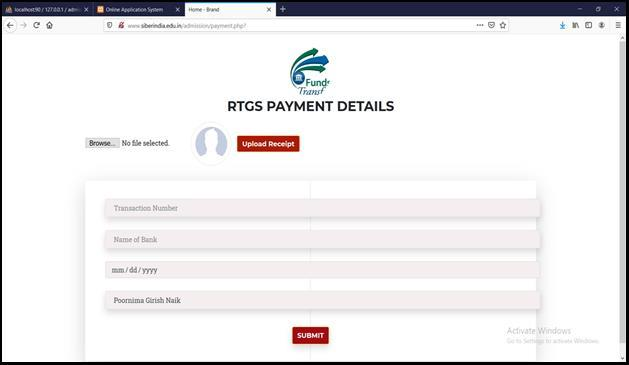 localhost:90 / 127.0.0.1 / admi
Online Application System
Home - Brand
www.siberindia.edu.in/admission/payment.php?
Fund
Transf
RTGS PAYMENT DETAILS
Browse... No file selected.
Upload Receipt
Transaction Number
Name of Bank
mm / dd / yyyy
Poornima Girish Naik
SUBMIT
Activate Windows
Go to Settings to activate Windows.